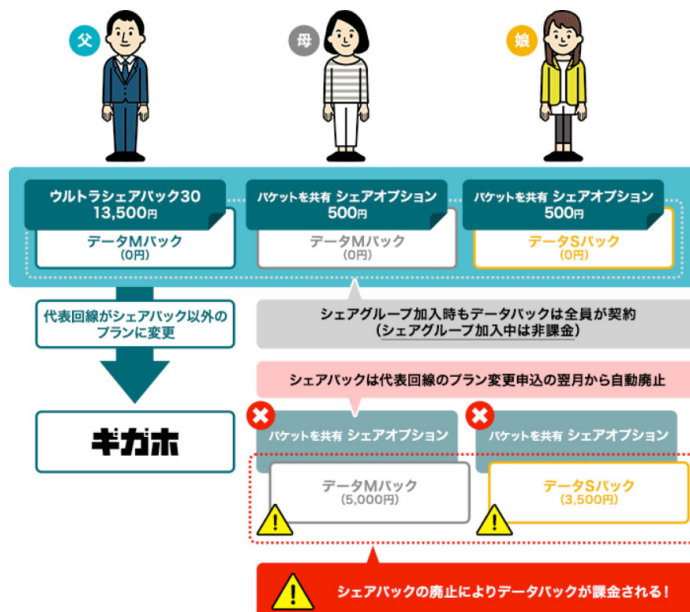 父
母
娘
ウルトラシェアパック30
13,500円
データMパック
(0円)
パケットを共有 シェアオプション
500円
データMパック
(0円)
パケットを共有 シェアオプション
500円
データSパック
(0円)
代表回線がシェアパック以外の
プランに変更
シェアグループ加入時もデータパックは全員が契約
(シェアグループ加入中は非課金)
シェアパックは代表回線のプラン変更申込の翌月から自動廃止
ギガホ
パケットを共有 シェアオプション
データMパック
(5,000円)
パケットを共有 シェアオプション
データSパック
(3,500円)
シェアパックの廃止によりデータパックが課金される!